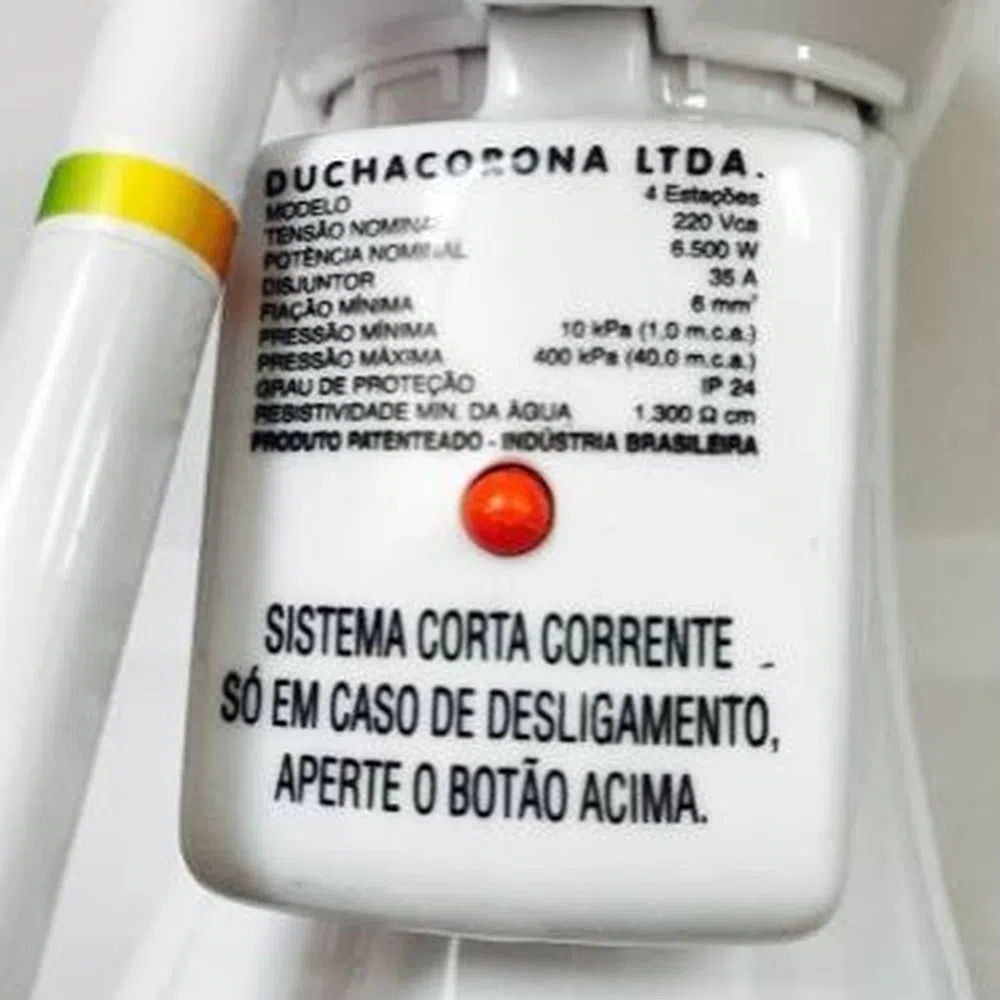 DUCHACORONA LTDA.
MODELO 4 Estações
TENSÃO NOMINAL 220 Vca
POTÊNCIA NOMINAL 6.500 W
DISJUNTOR 35 A
FIAÇÃO MÍNIMA 6 mm²
PRESSÃO MÍNIMA 10 kPa (1,0 m.c.a.)
PRESSÃO MÁXIMA 400 kPa (40,0 m.c.a.)
GRAU DE PROTEÇÃO IP 24
RESISTIVIDADE MIN. DA ÁGUA 1.300 Ω cm
PRODUTO PATENTEADO - INDÚSTRIA BRASILEIRA
SISTEMA CORTA CORRENTE
SÓ EM CASO DE DESLIGAMENTO,
APERTE O BOTÃO ACIMA.